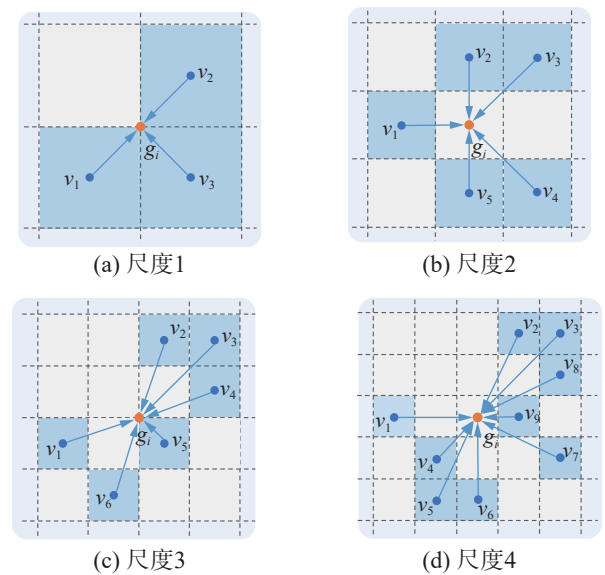 v2
gi
v1
v3
(a) 尺度1
v2
v3
v1
gi
v5
v4
(b) 尺度2
v2
v3
v4
gi
v1
v5
v6
(c) 尺度3
v2
v3
v8
v1
v9
gi
v4
v7
v5
v6
(d) 尺度4